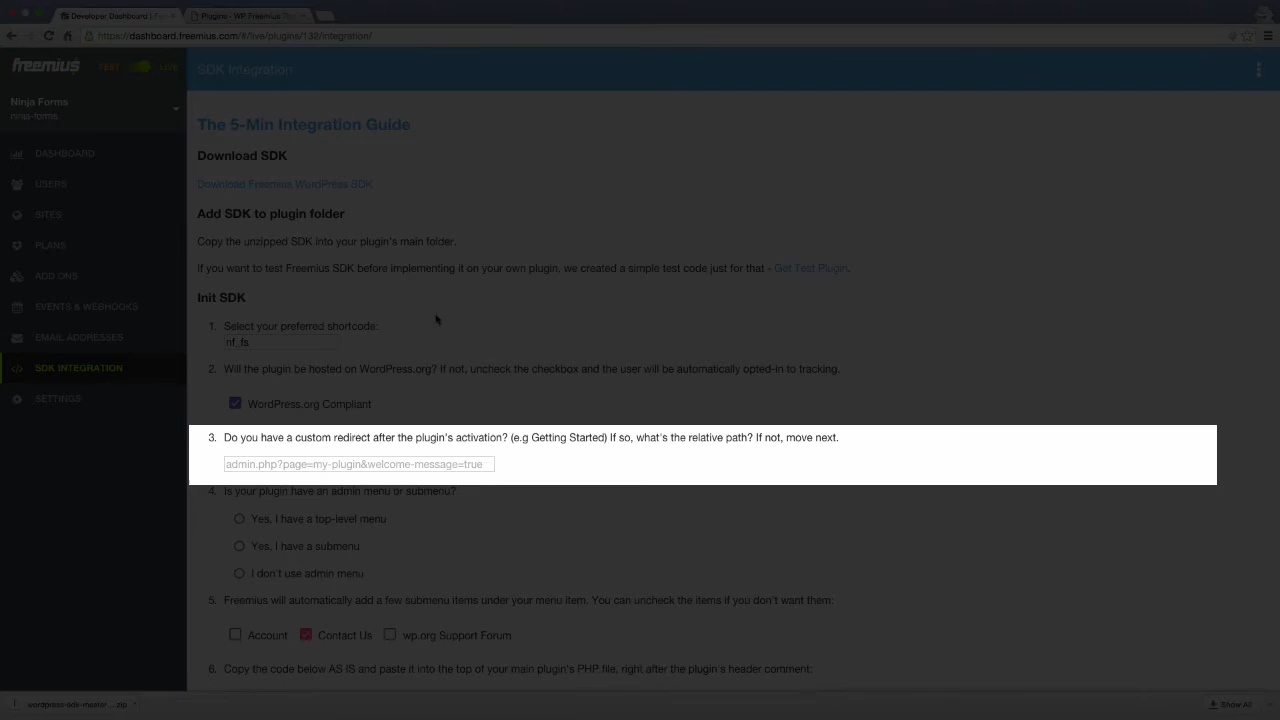 Developer Dashboard | Fre
Plugins - WP Freemius
https://dashboard.freemius.com/#/live/plugins/132/integration/
freemius
TEST
LIVE
SDK Integration
Ninja Forms
ninja-forms
DASHBOARD
USERS
SITES
PLANS
ADD ONS
EVENTS & WEBHOOKS
EMAIL ADDRESSES
SDK INTEGRATION
SETTINGS
The 5-Min Integration Guide
Download SDK
Download Freemius WordPress SDK
Add SDK to plugin folder
Copy the unzipped SDK into your plugin's main folder.
If you want to test Freemius SDK before implementing it on your own plugin, we created a simple test code just for that - Get Test Plugin.
Init SDK
1. Select your preferred shortcode:
nf_fs
2. Will the plugin be hosted on WordPress.org? If not, uncheck the checkbox and the user will be automatically opted-in to tracking.
WordPress.org Compliant
3. Do you have a custom redirect after the plugin's activation? (e.g Getting Started) If so, what's the relative path? If not, move next.
admin.php?page=my-plugin&welcome-message=true
4. Is your plugin have an admin menu or submenu?
Yes, I have a top-level menu
Yes, I have a submenu
I don't use admin menu
5. Freemius will automatically add a few submenu items under your menu item. You can uncheck the items if you don't want them:
Account
Contact Us
wp.org Support Forum
6. Copy the code below AS IS and paste it into the top of your main plugin's PHP file, right after the plugin's header comment:
wordpress-sdk-master....zip
Show All